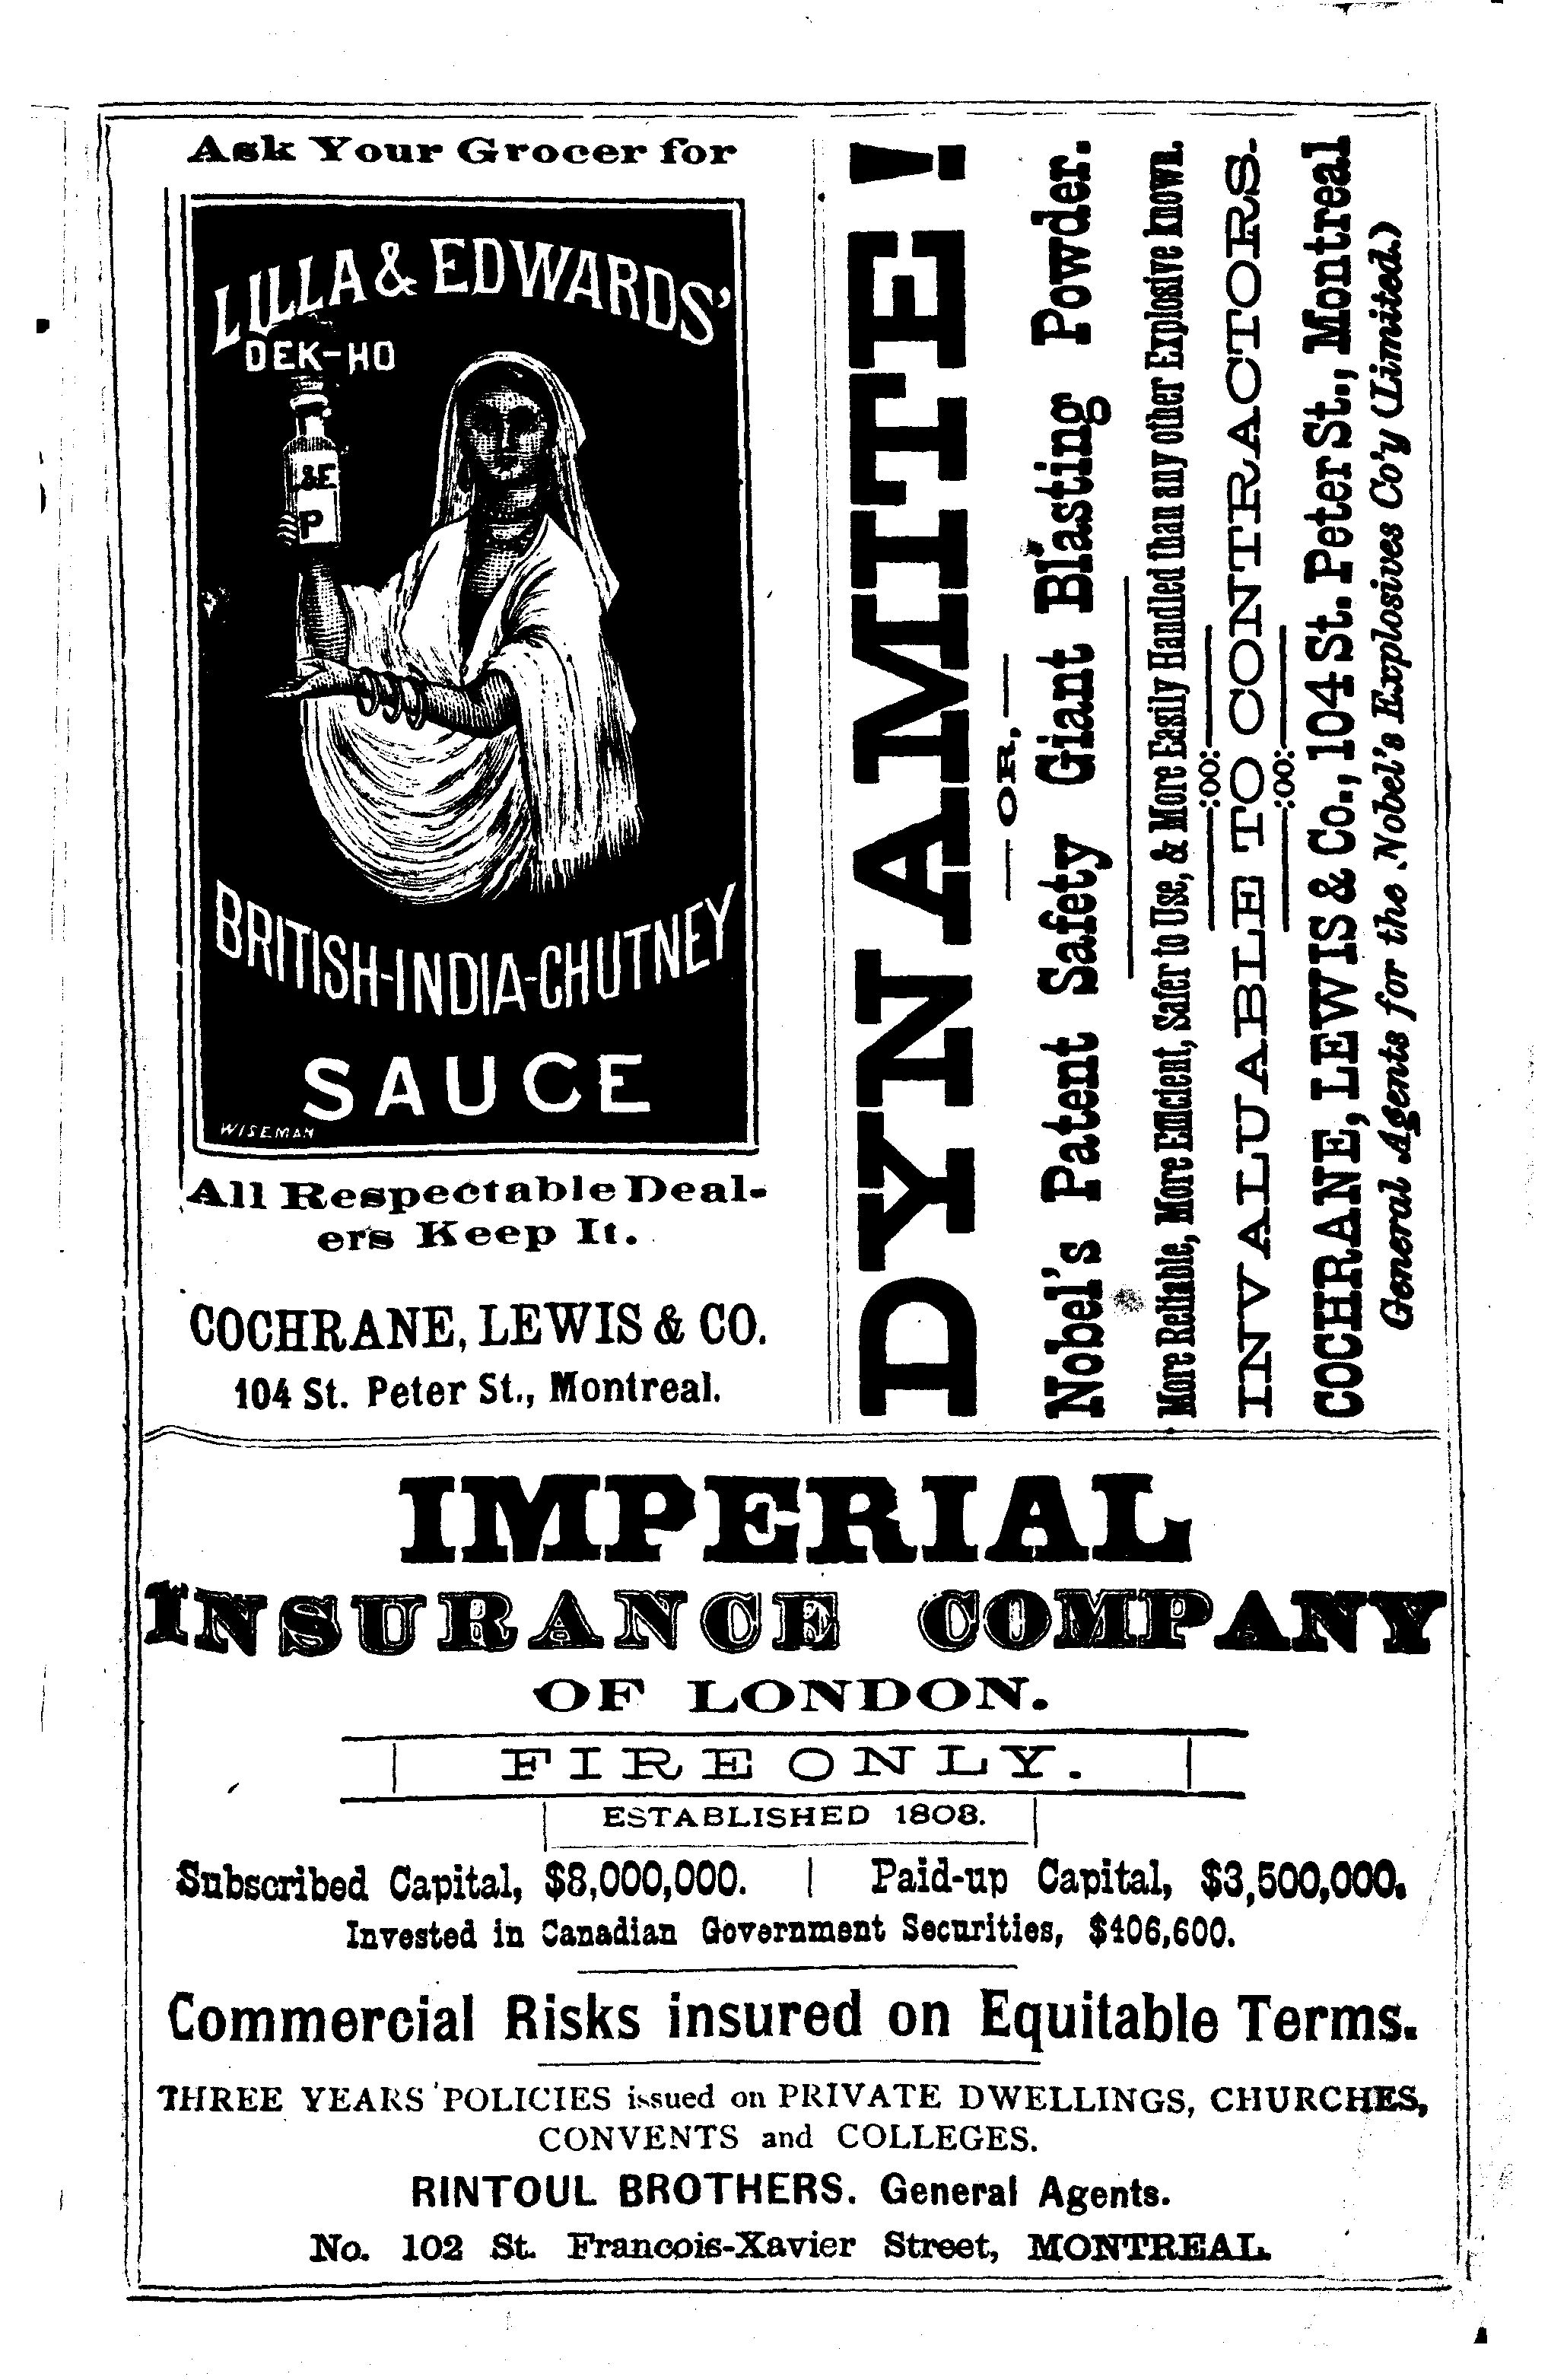 Ask Your Grocer for
LILLA & EDWARDS'
DEK-HO
L&E
P
BRITISH-INDIA-CHUTNEY
SAUCE
WISEMAN
All Respectable Deal-
ers Keep It.
COCHRANE, LEWIS & CO.
104 St. Peter St., Montreal.
DYNAMITE!
— OR, —
Nobel's Patent Safety Giant Blasting Powder.
More Reliable, More Efficient, Safer to Use, & More Easily Handled than any other Explosive known.
:oo:
INVALUABLE TO CONTRACTORS.
:oo:
COCHRANE, LEWIS & Co., 104 St. Peter St., Montreal
General Agents for the Nobel's Explosives Co'y (Limited.)
IMPERIAL
INSURANCE COMPANY
OF LONDON.
FIRE ONLY.
ESTABLISHED 1803.
Subscribed Capital, $8,000,000. | Paid-up Capital, $3,500,000.
Invested in Canadian Government Securities, $406,600.
Commercial Risks insured on Equitable Terms.
THREE YEARS POLICIES issued on PRIVATE DWELLINGS, CHURCHES,
CONVENTS and COLLEGES.
RINTOUL BROTHERS. General Agents.
No. 102 St. Francois-Xavier Street, MONTREAL.